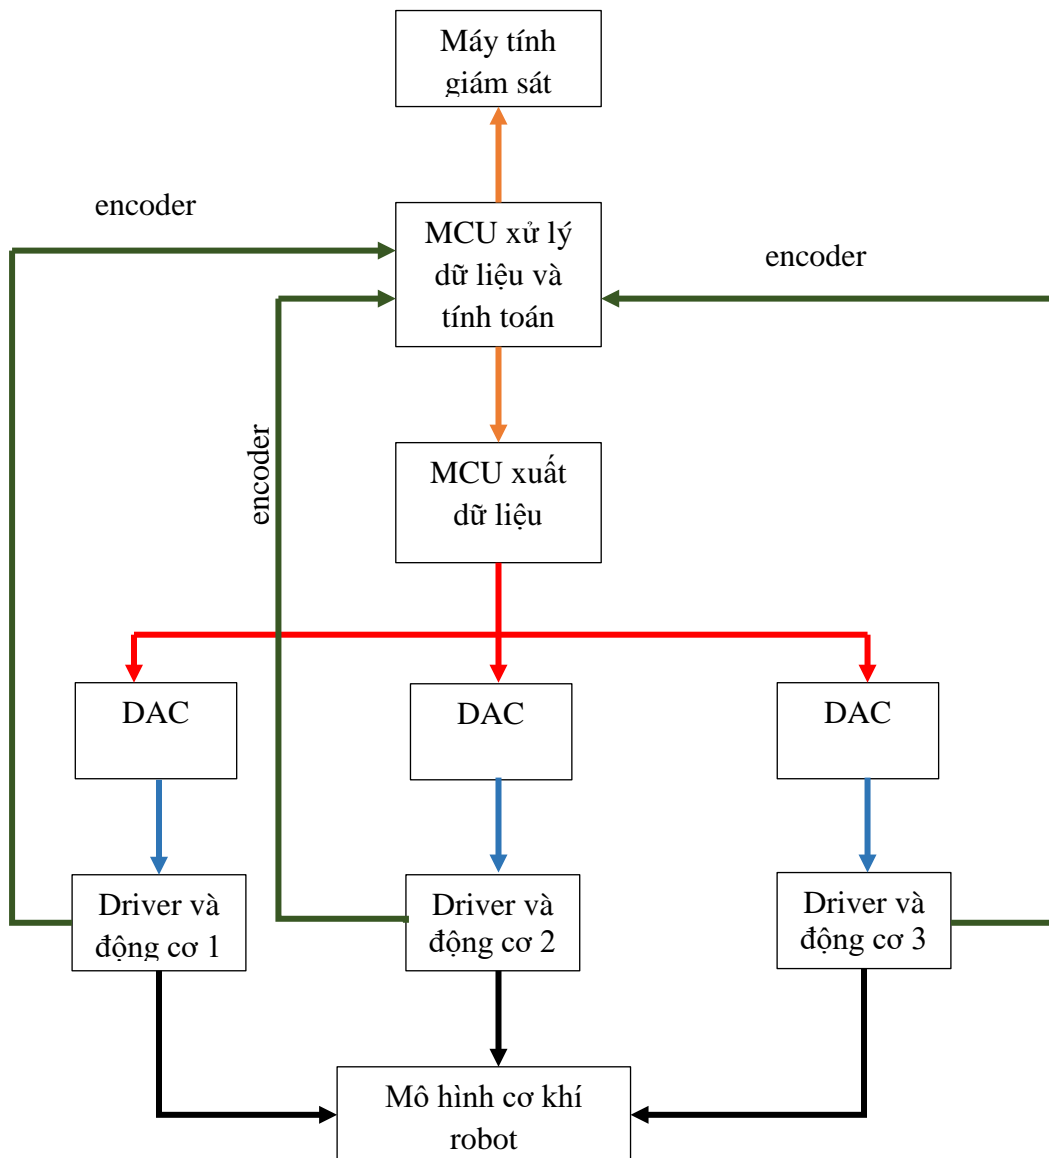 Máy tính
giám sát
encoder
MCU xử lý
dữ liệu và
tính toán
encoder
encoder
MCU xuất
dữ liệu
DAC
DAC
DAC
Driver và
động cơ 1
Driver và
động cơ 2
Driver và
động cơ 3
Mô hình cơ khí
robot